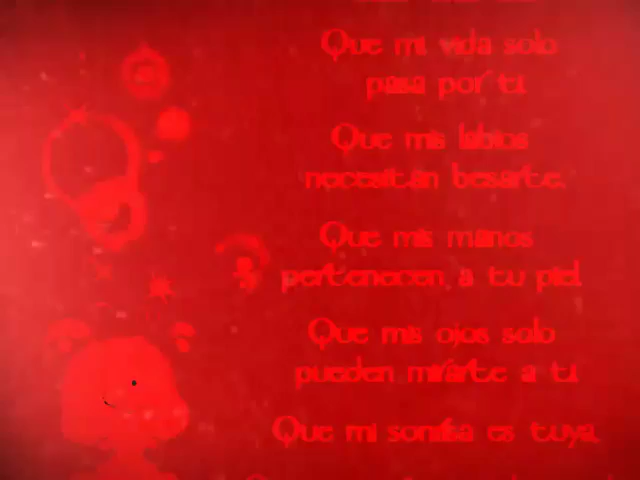 Que mi vida solo
pasa por ti
Que mis labios
necesitan besarte,
Que mis manos
pertenecen a tu piel
Que mis ojos solo
pueden mirarte a ti
Que mi sonrisa es tuya,